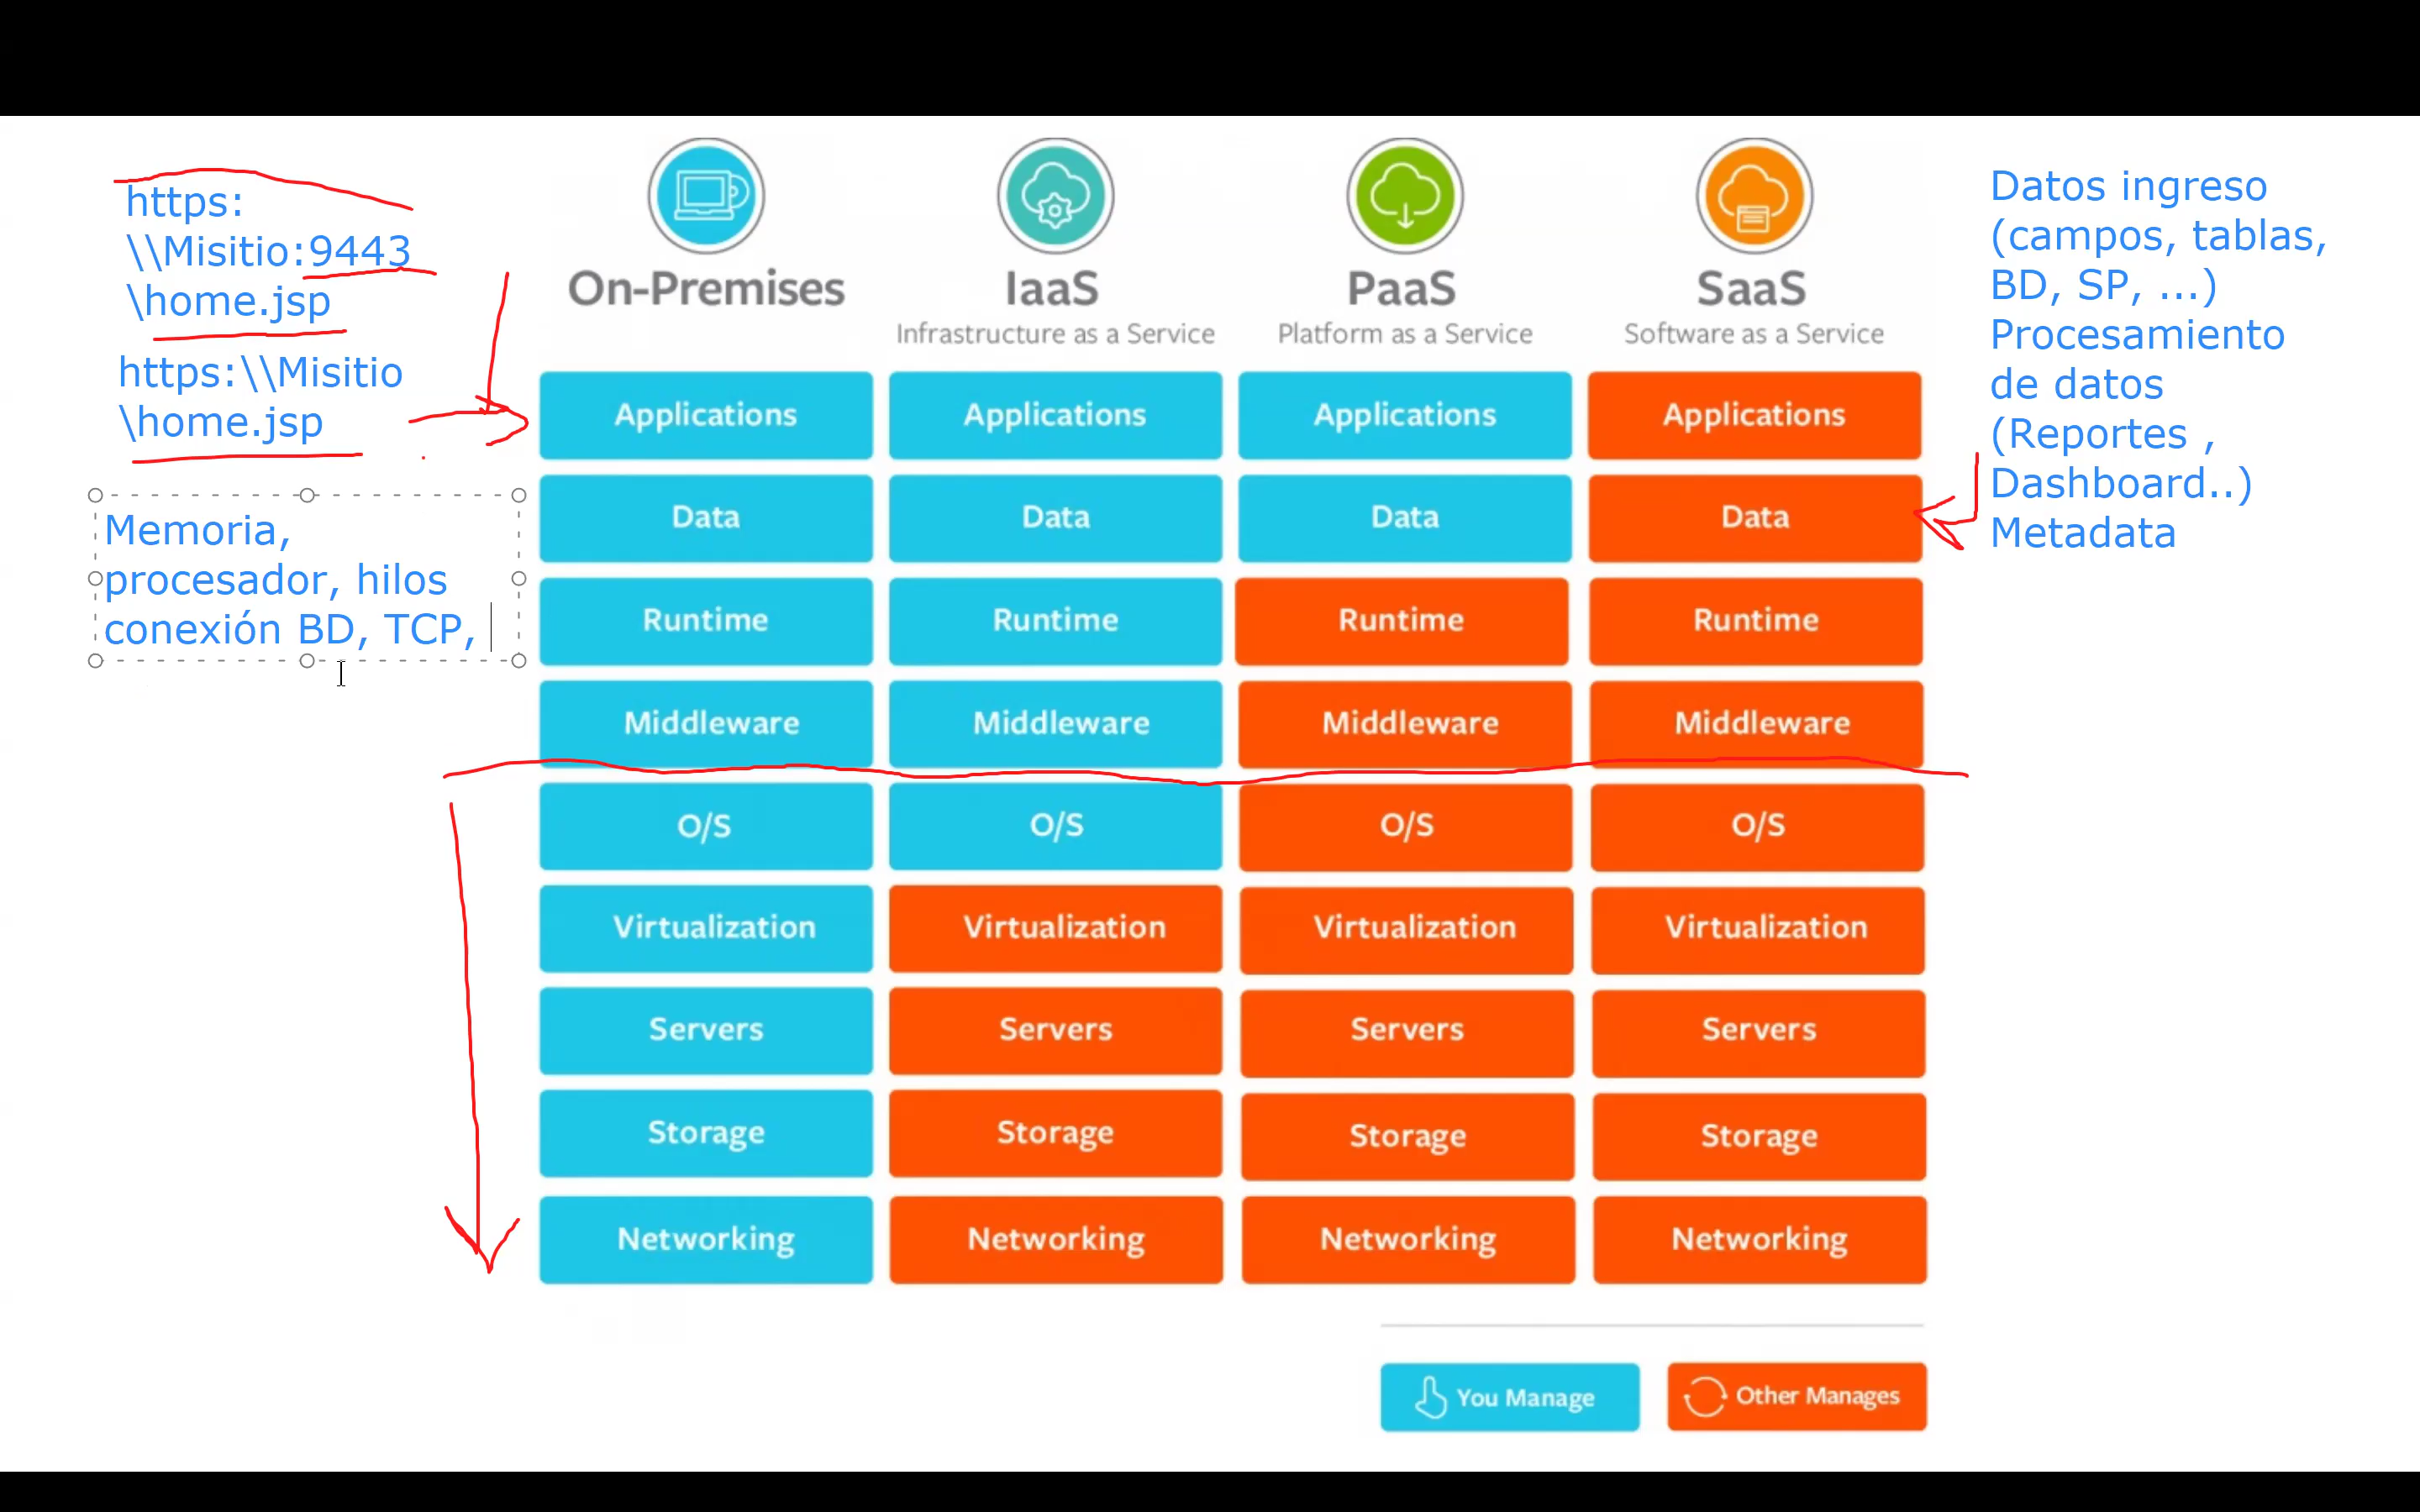 https:
\\Misitio:9443
\home.jsp
https:\\Misitio
\home.jsp
Memoria,
procesador, hilos
conexión BD, TCP,
On-Premises
IaaS
Infrastructure as a Service
PaaS
Platform as a Service
SaaS
Software as a Service
Applications
Applications
Applications
Applications
Data
Data
Data
Data
Runtime
Runtime
Runtime
Runtime
Middleware
Middleware
Middleware
Middleware
O/S
O/S
O/S
O/S
Virtualization
Virtualization
Virtualization
Virtualization
Servers
Servers
Servers
Servers
Storage
Storage
Storage
Storage
Networking
Networking
Networking
Networking
You Manage
Other Manages
Datos ingreso
(campos, tablas,
BD, SP, ...)
Procesamiento
de datos
(Reportes ,
Dashboard..)
Metadata